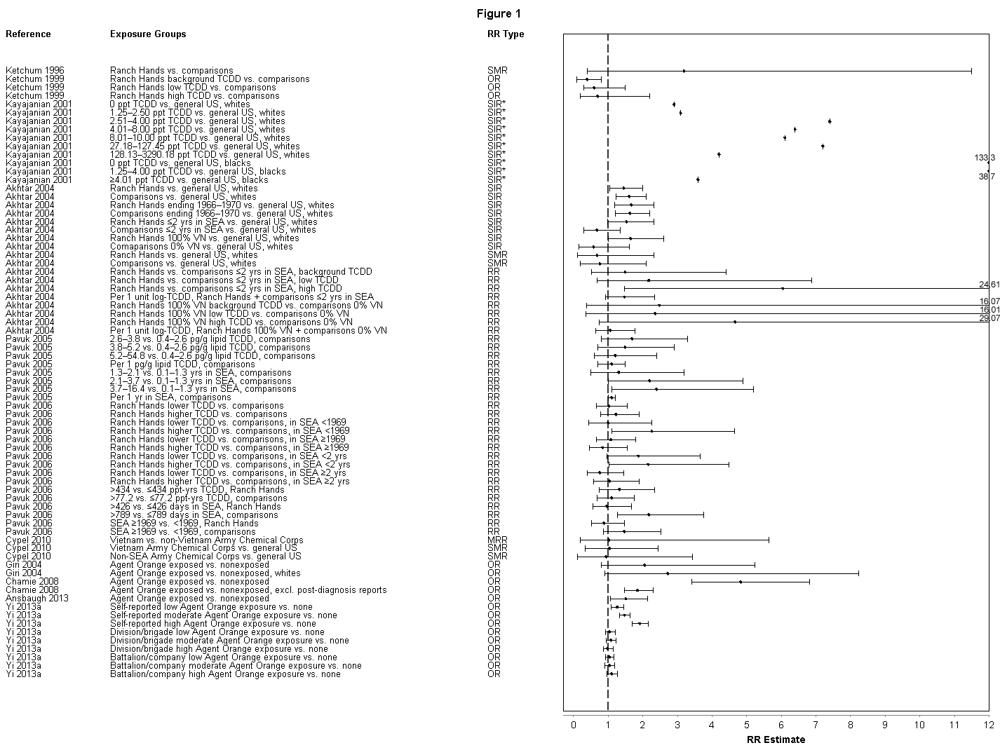 Figure 1
Reference Exposure Groups RR Type
Ketchum 1996 Ranch Hands vs. comparisons SMR
Ketchum 1999 Ranch Hands background TCDD vs. comparisons OR
Ketchum 1999 Ranch Hands low TCDD vs. comparisons OR
Ketchum 1999 Ranch Hands high TCDD vs. comparisons OR
Kayajanian 2001 0 ppt TCDD vs. general US, whites SIR*
Kayajanian 2001 1.25–2.50 ppt TCDD vs. general US, whites SIR*
Kayajanian 2001 2.51–4.00 ppt TCDD vs. general US, whites SIR*
Kayajanian 2001 4.01–8.00 ppt TCDD vs. general US, whites SIR*
Kayajanian 2001 8.01–10.00 ppt TCDD vs. general US, whites SIR*
Kayajanian 2001 27.18–127.45 ppt TCDD vs. general US, whites SIR*
Kayajanian 2001 128.13–3290.18 ppt TCDD vs. general US, whites SIR*
Kayajanian 2001 0 ppt TCDD vs. general US, blacks SIR* 133.3
Kayajanian 2001 1.25–4.00 ppt TCDD vs. general US, blacks SIR* 38.7
Kayajanian 2001 ≥4.01 ppt TCDD vs. general US, blacks SIR*
Akhtar 2004 Ranch Hands vs. general US, whites SIR
Akhtar 2004 Comparisons vs. general US, whites SIR
Akhtar 2004 Ranch Hands ending 1966–1970 vs. general US, whites SIR
Akhtar 2004 Comparisons ending 1966–1970 vs. general US, whites SIR
Akhtar 2004 Ranch Hands ≤2 yrs in SEA vs. general US, whites SIR
Akhtar 2004 Comparisons ≤2 yrs in SEA vs. general US, whites SIR
Akhtar 2004 Ranch Hands 100% VN vs. general US, whites SIR
Akhtar 2004 Comaparisons 0% VN vs. general US, whites SIR
Akhtar 2004 Ranch Hands vs. general US, whites SMR
Akhtar 2004 Comparisons vs. general US, whites SMR
Akhtar 2004 Ranch Hands vs. comparisons ≤2 yrs in SEA, background TCDD RR
Akhtar 2004 Ranch Hands vs. comparisons ≤2 yrs in SEA, low TCDD RR
Akhtar 2004 Ranch Hands vs. comparisons ≤2 yrs in SEA, high TCDD RR 24.61
Akhtar 2004 Per 1 unit log-TCDD, Ranch Hands + comparisons ≤2 yrs in SEA RR
Akhtar 2004 Ranch Hands 100% VN background TCDD vs. comparisons 0% VN RR 16.07
Akhtar 2004 Ranch Hands 100% VN low TCDD vs. comparisons 0% VN RR 16.01
Akhtar 2004 Ranch Hands 100% VN high TCDD vs. comparisons 0% VN RR 29.07
Akhtar 2004 Per 1 unit log-TCDD, Ranch Hands 100% VN + comparisons 0% VN RR
Pavuk 2005 2.6–3.8 vs. 0.4–2.6 pg/g lipid TCDD, comparisons RR
Pavuk 2005 3.8–5.2 vs. 0.4–2.6 pg/g lipid TCDD, comparisons RR
Pavuk 2005 5.2–54.8 vs. 0.4–2.6 pg/g lipid TCDD, comparisons RR
Pavuk 2005 Per 1 pg/g lipid TCDD, comparisons RR
Pavuk 2005 1.3–2.1 vs. 0.1–1.3 yrs in SEA, comparisons RR
Pavuk 2005 2.1–3.7 vs. 0.1–1.3 yrs in SEA, comparisons RR
Pavuk 2005 3.7–16.4 vs. 0.1–1.3 yrs in SEA, comparisons RR
Pavuk 2005 Per 1 yr in SEA, comparisons RR
Pavuk 2006 Ranch Hands lower TCDD vs. comparisons RR
Pavuk 2006 Ranch Hands higher TCDD vs. comparisons RR
Pavuk 2006 Ranch Hands lower TCDD vs. comparisons, in SEA <1969 RR
Pavuk 2006 Ranch Hands higher TCDD vs. comparisons, in SEA <1969 RR
Pavuk 2006 Ranch Hands lower TCDD vs. comparisons, in SEA ≥1969 RR
Pavuk 2006 Ranch Hands higher TCDD vs. comparisons, in SEA ≥1969 RR
Pavuk 2006 Ranch Hands lower TCDD vs. comparisons, in SEA <2 yrs RR
Pavuk 2006 Ranch Hands higher TCDD vs. comparisons, in SEA <2 yrs RR
Pavuk 2006 Ranch Hands lower TCDD vs. comparisons, in SEA ≥2 yrs RR
Pavuk 2006 Ranch Hands higher TCDD vs. comparisons, in SEA ≥2 yrs RR
Pavuk 2006 >434 vs. ≤434 ppt-yrs TCDD, Ranch Hands RR
Pavuk 2006 >77.2 vs. ≤77.2 ppt-yrs TCDD, comparisons RR
Pavuk 2006 >426 vs. ≤426 days in SEA, Ranch Hands RR
Pavuk 2006 >789 vs. ≤789 days in SEA, comparisons RR
Pavuk 2006 SEA ≥1969 vs. <1969, Ranch Hands RR
Pavuk 2006 SEA ≥1969 vs. <1969, comparisons RR
Cypel 2010 Vietnam vs. non-Vietnam Army Chemical Corps MRR
Cypel 2010 Vietnam Army Chemical Corps vs. general US SMR
Cypel 2010 Non-SEA Army Chemical Corps vs. general US SMR
Giri 2004 Agent Orange exposed vs. nonexposed OR
Giri 2004 Agent Orange exposed vs. nonexposed, whites OR
Chamie 2008 Agent Orange exposed vs. nonexposed OR
Chamie 2008 Agent Orange exposed vs. nonexposed, excl. post-diagnosis reports OR
Ansbaugh 2013 Agent Orange exposed vs. nonexposed OR
Yi 2013a Self-reported low Agent Orange exposure vs. none OR
Yi 2013a Self-reported moderate Agent Orange exposure vs. none OR
Yi 2013a Self-reported high Agent Orange exposure vs. none OR
Yi 2013a Division/brigade low Agent Orange exposure vs. none OR
Yi 2013a Division/brigade moderate Agent Orange exposure vs. none OR
Yi 2013a Division/brigade high Agent Orange exposure vs. none OR
Yi 2013a Battalion/company low Agent Orange exposure vs. none OR
Yi 2013a Battalion/company moderate Agent Orange exposure vs. none OR
Yi 2013a Battalion/company high Agent Orange exposure vs. none OR
0 1 2 3 4 5 6 7 8 9 10 11 12
RR Estimate